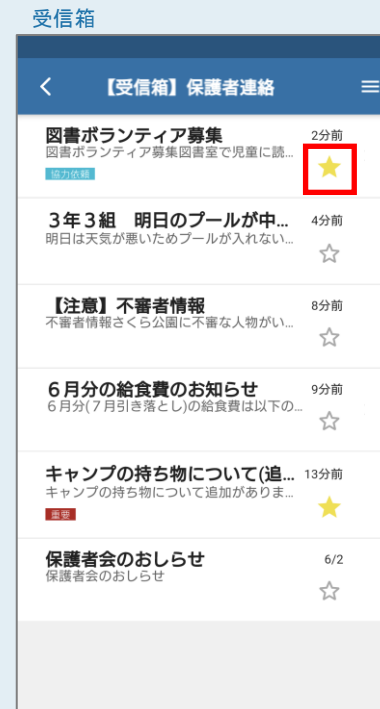 受信箱
【受信箱】保護者連絡
図書ボランティア募集 2分前
図書ボランティア募集図書室で児童に読...
協力依頼
３年３組　明日のプールが中... 4分前
明日は天気が悪いためプールが入れない...
【注意】不審者情報 8分前
不審者情報さくら公園に不審な人物がい...
６月分の給食費のお知らせ 9分前
６月分(７月引き落とし)の給食費は以下の...
キャンプの持ち物について(追... 13分前
キャンプの持ち物について追加がありま...
重要
保護者会のおしらせ 6/2
保護者会のおしらせ